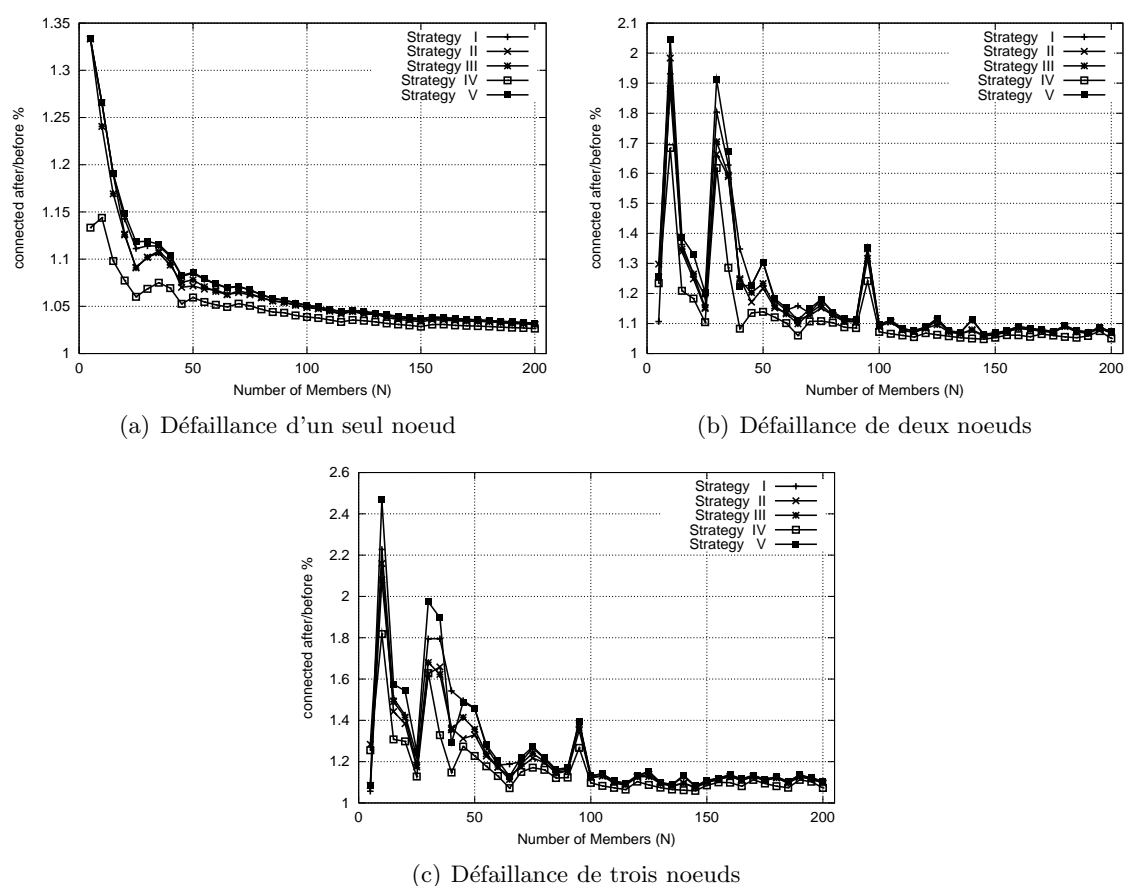 1.35
1.3
1.25
1.2
1.15
1.1
1.05
1
connected after/before %
Strategy I
Strategy II
Strategy III
Strategy IV
Strategy V
0 50 100 150 200
Number of Members (N)
(a) Défaillance d'un seul noeud
2.1
2
1.9
1.8
1.7
1.6
1.5
1.4
1.3
1.2
1.1
1
connected after/before %
Strategy I
Strategy II
Strategy III
Strategy IV
Strategy V
0 50 100 150 200
Number of Members (N)
(b) Défaillance de deux noeuds
2.6
2.4
2.2
2
1.8
1.6
1.4
1.2
1
connected after/before %
Strategy I
Strategy II
Strategy III
Strategy IV
Strategy V
0 50 100 150 200
Number of Members (N)
(c) Défaillance de trois noeuds